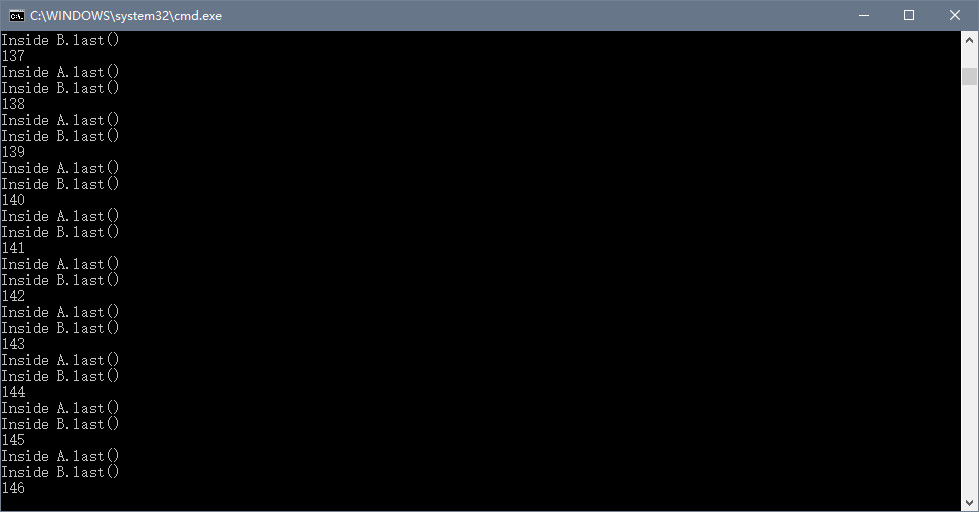 C:\WINDOWS\system32\cmd.exe
Inside B.last()
137
Inside A.last()
Inside B.last()
138
Inside A.last()
Inside B.last()
139
Inside A.last()
Inside B.last()
140
Inside A.last()
Inside B.last()
141
Inside A.last()
Inside B.last()
142
Inside A.last()
Inside B.last()
143
Inside A.last()
Inside B.last()
144
Inside A.last()
Inside B.last()
145
Inside A.last()
Inside B.last()
146